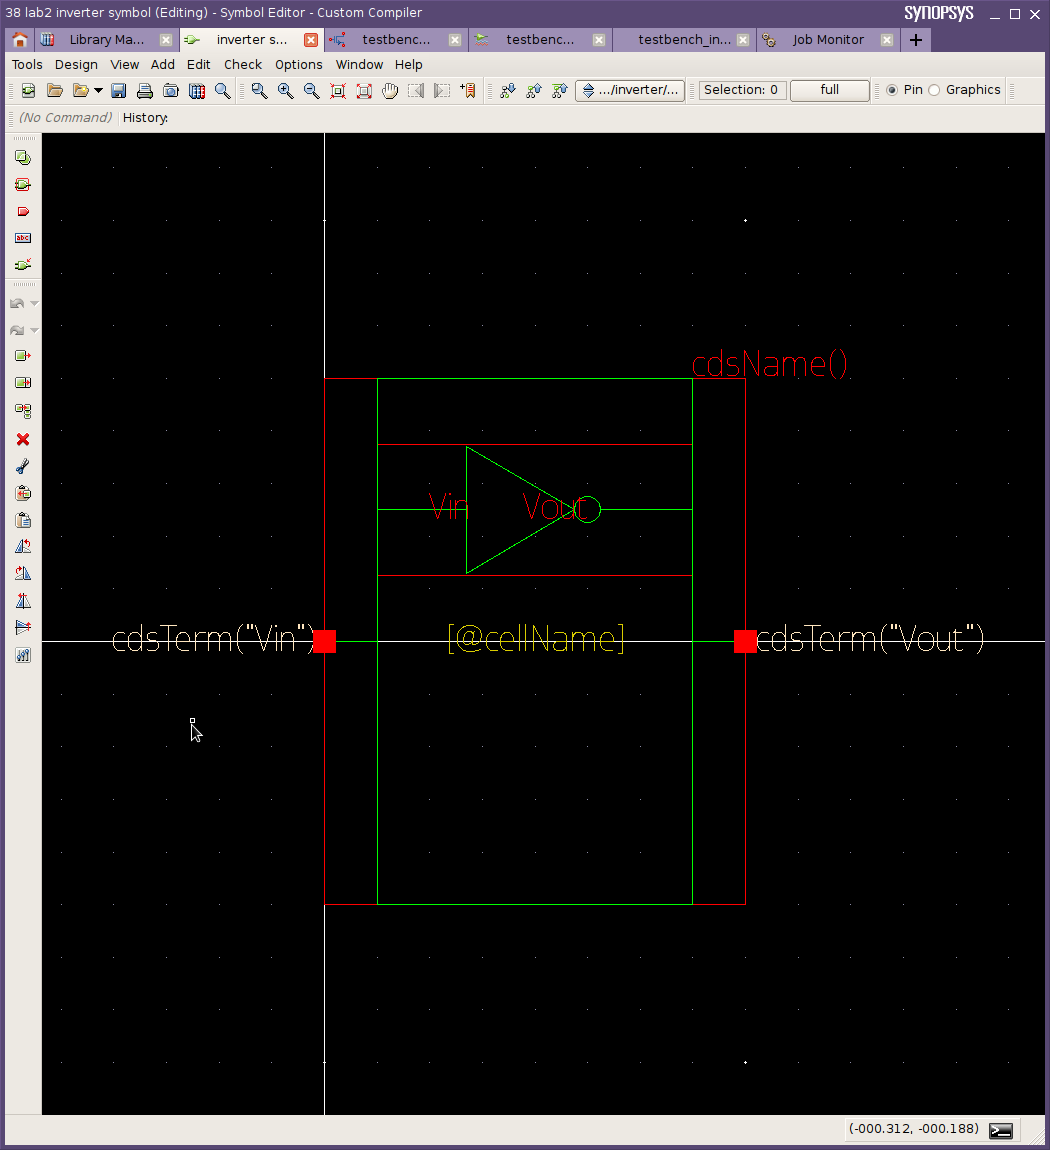 38 lab2 inverter symbol (Editing) - Symbol Editor - Custom Compiler
SYNOPSYS
Library Ma...
inverter s...
testbenc...
testbenc...
testbench_in...
Job Monitor
Tools Design View Add Edit Check Options Window Help
.../inverter/...
Selection: 0
full
Pin
Graphics
(No Command) History:
abc
cdsName()
Vin
Vout
cdsTerm("Vin")
[@cellName]
cdsTerm("Vout")
(-000.312, -000.188)